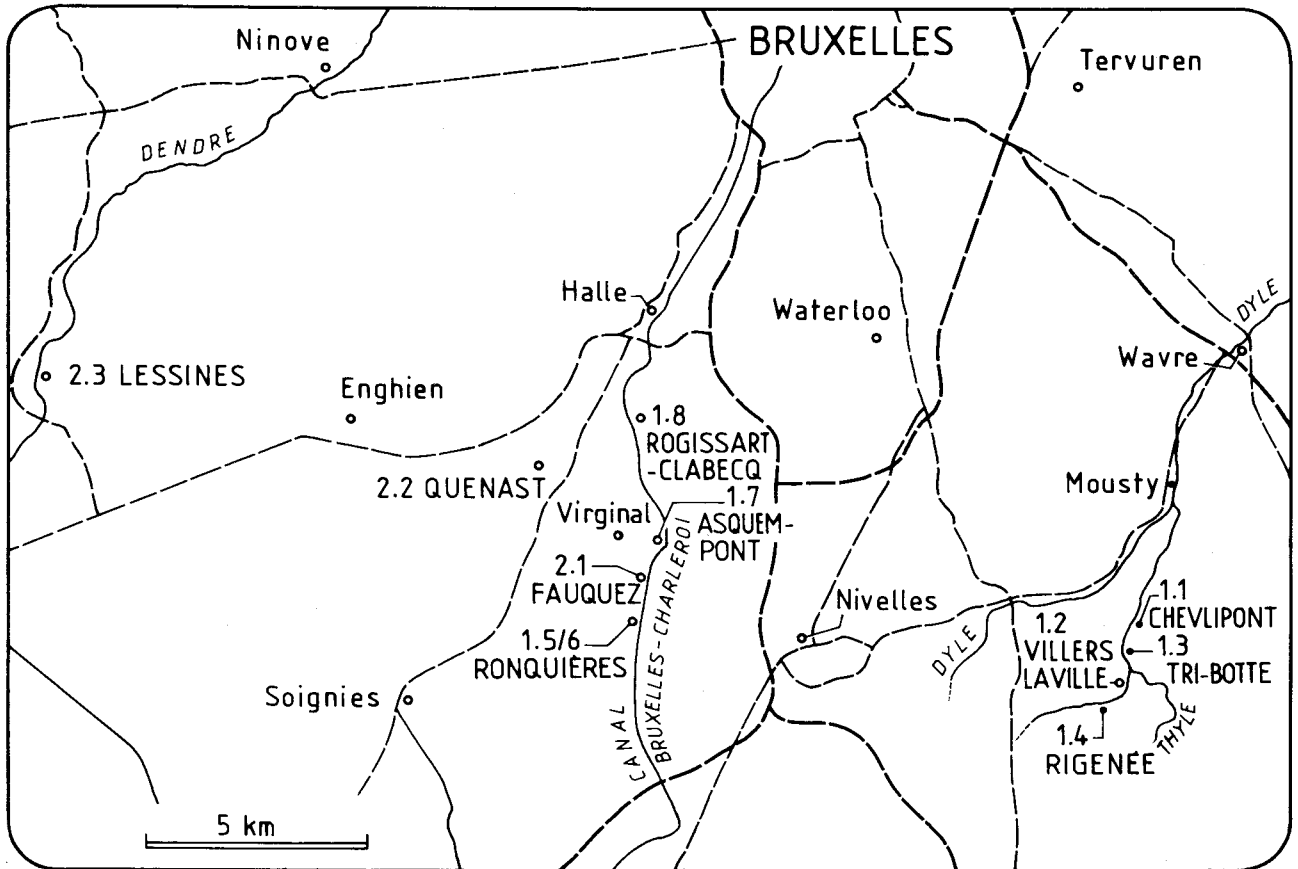 Ninove
BRUXELLES
Tervuren
DENDRE
Halle
Waterloo
DYLE
Wavre
2.3 LESSINES
Enghien
1.8
ROGISSART
-CLABECQ
2.2 QUENAST
Mousty
1.7
ASQUEM-
PONT
Virginal
2.1
FAUQUEZ
1.5/6
RONQUIÈRES
CANAL
BRUXELLES-CHARLEROI
Nivelles
DYLE
1.1
CHEVLIPONT
1.2
VILLERS
LAVILLE
1.3
TRI-BOTTE
Soignies
1.4
RIGENÉE
THYLE
5 km